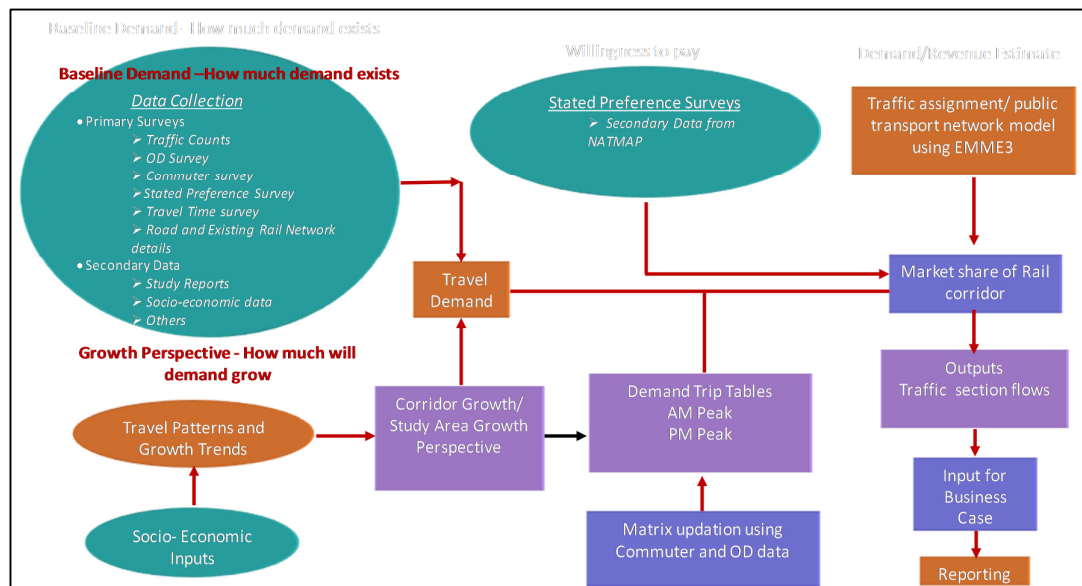 Baseline Demand- How much demand exists
Baseline Demand –How much demand exists
Data Collection
• Primary Surveys
➢ Traffic Counts
➢ OD Survey
➢ Commuter survey
➢ Stated Preference Survey
➢ Travel Time survey
➢ Road and Existing Rail Network
details
• Secondary Data
➢ Study Reports
➢ Socio-economic data
➢ Others
Growth Perspective - How much will
demand grow
Travel Patterns and
Growth Trends
Socio- Economic
Inputs
Travel
Demand
Corridor Growth/
Study Area Growth
Perspective
Willingness to pay
Stated Preference Surveys
➢ Secondary Data from
NATMAP
Demand Trip Tables
AM Peak
PM Peak
Matrix updation using
Commuter and OD data
Demand/Revenue Estimate
Traffic assignment/ public
transport network model
using EMME3
Market share of Rail
corridor
Outputs
Traffic section flows
Input for
Business
Case
Reporting